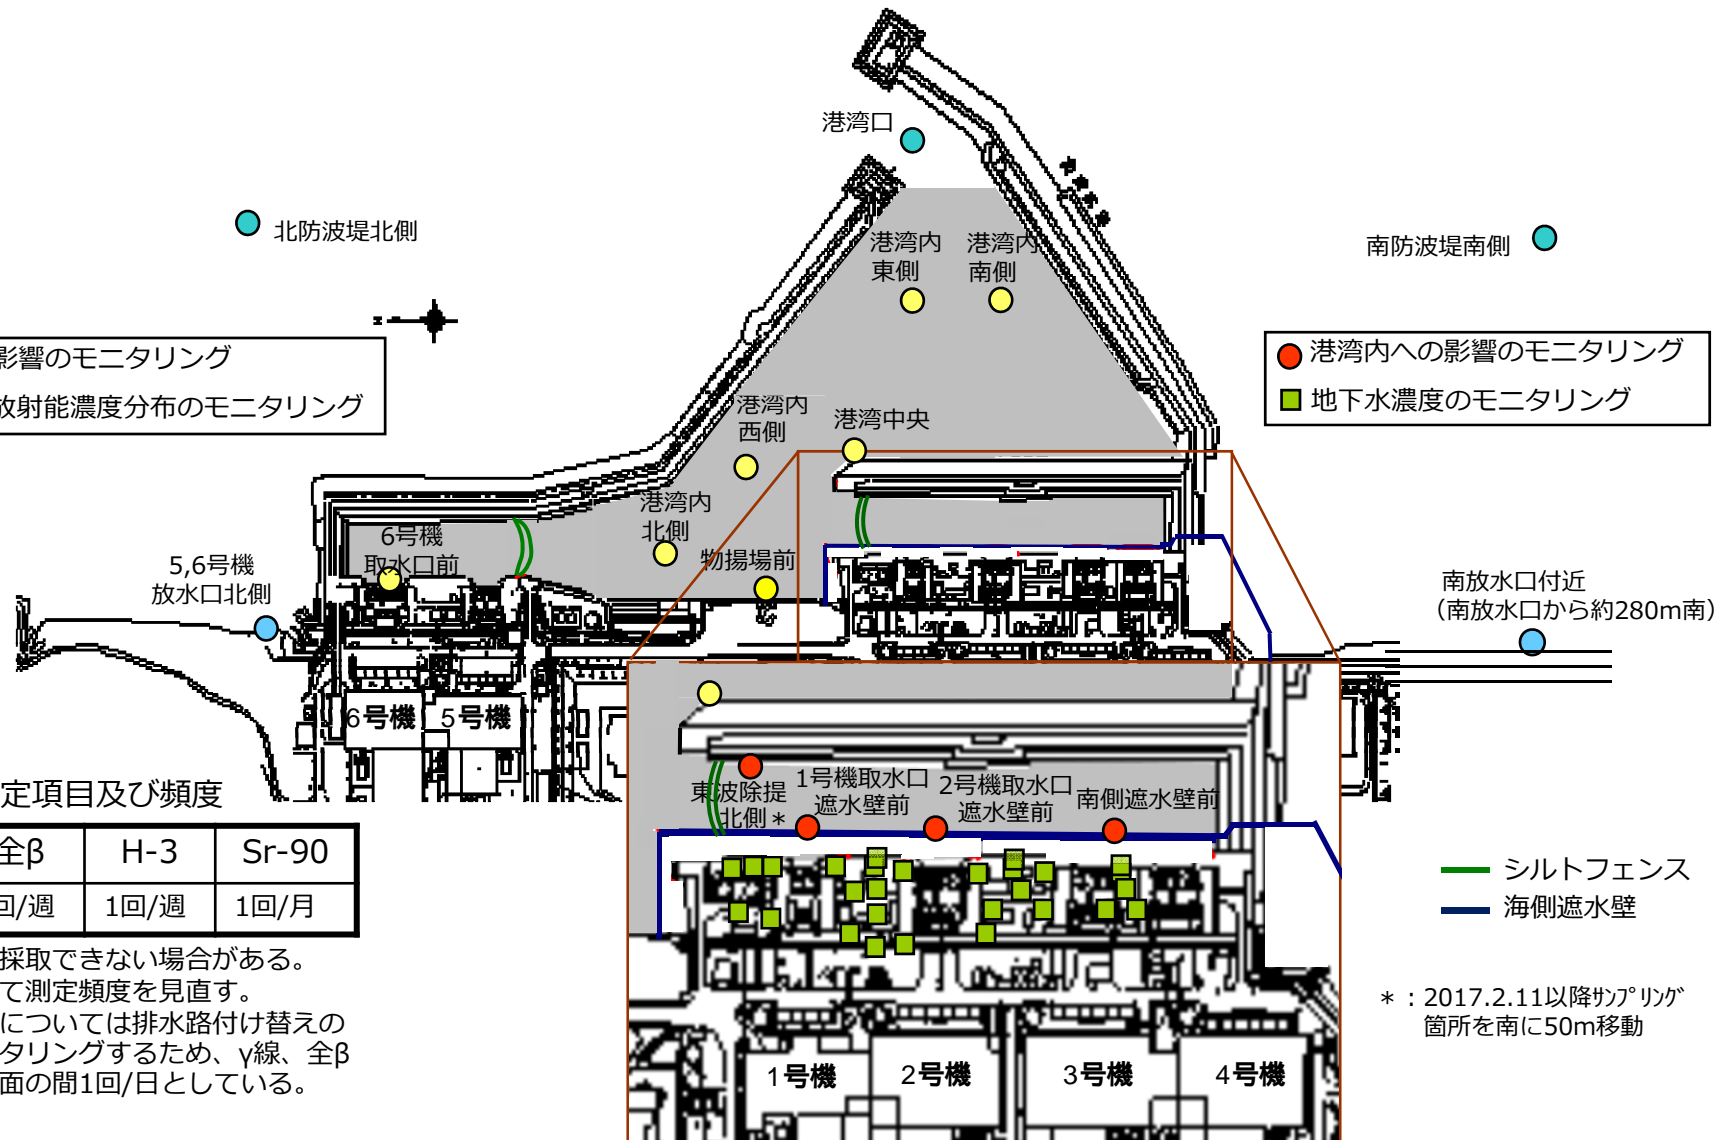 港湾口
北防波堤北側
南防波堤南側
港湾内
東側
港湾内
南側
影響のモニタリング
放射能濃度分布のモニタリング
港湾内への影響のモニタリング
地下水濃度のモニタリング
港湾内
西側
港湾中央
港湾内
北側
6号機
取水口前
物揚場前
5,6号機
放水口北側
南放水口付近
(南放水口から約280m南)
6号機
5号機
東波除堤
北側*
1号機取水口
遮水壁前
2号機取水口
遮水壁前
南側遮水壁前
定項目及び頻度
全β H-3 Sr-90
回/週 1回/週 1回/月
採取できない場合がある。
て測定頻度を見直す。
については排水路付け替えの
タリングするため、γ線、全β
面の間1回/日としている。
シルトフェンス
海側遮水壁
*:2017.2.11以降ｻﾝﾌﾟﾘﾝｸﾞ
箇所を南に50m移動
1号機
2号機
3号機
4号機